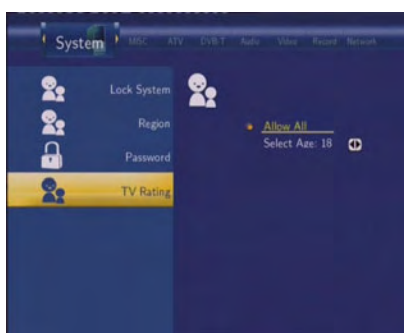 System MISC ATV DVB-T Audio Video Record Network
Lock System
Region
Password
TV Rating
Allow All
Select Age: 18